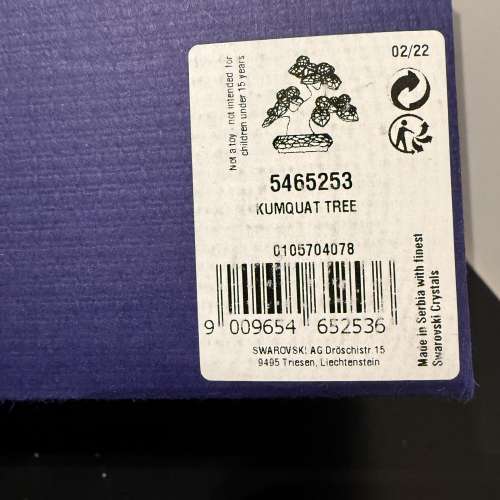 02/22
Not a toy. not intended for
children under 15 years
5465253
KUMQUAT TREE
0105704078
9 009654 652536
SWAROVSKI AG Dröschistr. 15
9495 Triesen, Liechtenstein
Made in Serbia with finest
Swarovski Crystals